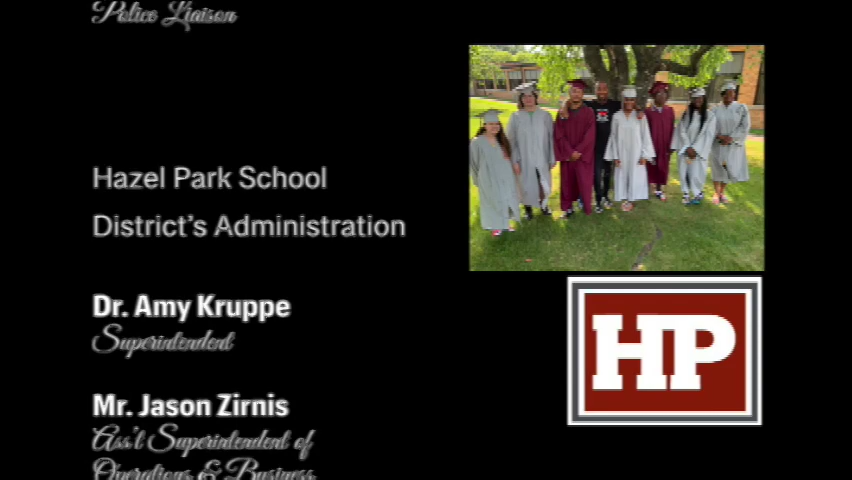 Police Liaison
Hazel Park School
District's Administration
Dr. Amy Kruppe
Superintendent
Mr. Jason Zirnis
Ass't Superintendent of
Operations & Business
HP